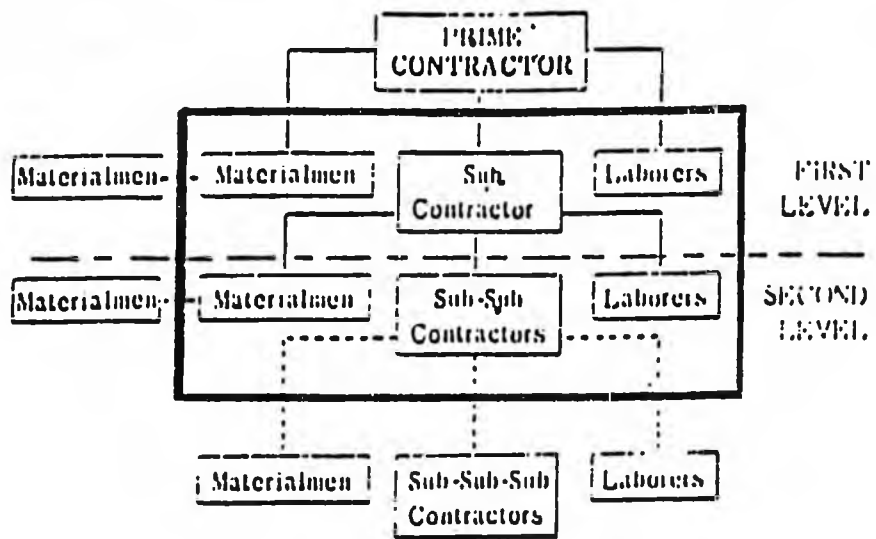 PRIME
CONTRACTOR
Materialmen
Materialmen
Sub
Contractor
Laborers
FIRST
LEVEL
Materialmen
Materialmen
Sub-Sub
Contractors
Laborers
SECOND
LEVEL
Materialmen
Sub-Sub-Sub
Contractors
Laborers